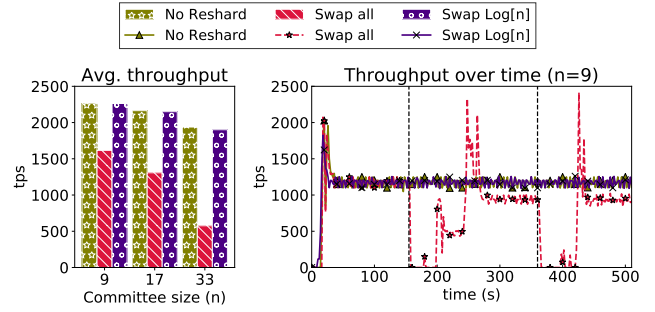 No Reshard Swap all Swap Log[n]
No Reshard Swap all Swap Log[n]
Avg. throughput
2500
2000
1500
1000
500
0
tps
9 17 33
Committee size (n)
Throughput over time (n=9)
2500
2000
1500
1000
500
0
tps
0 100 200 300 400 500
time (s)